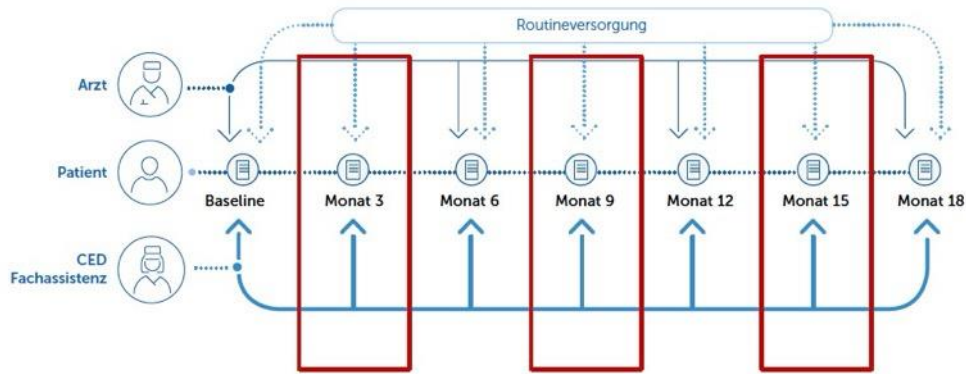 Routineversorgung
Arzt
Patient
Baseline
Monat 3
Monat 6
Monat 9
Monat 12
Monat 15
Monat 18
CED
Fachassistenz